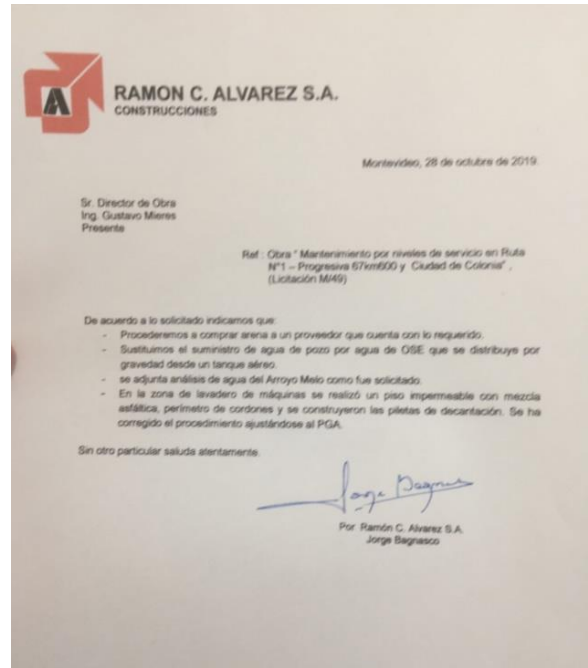 A
RAMON C. ALVAREZ S.A.
CONSTRUCCIONES
Montevideo, 28 de octubre de 2019.
Sr. Director de Obra
Ing. Gustavo Mieres
Presente
Ref : Obra " Mantenimiento por niveles de servicio en Ruta
N°1 – Progresiva 67km600 y Ciudad de Colonia" ,
(Licitación M/49)
De acuerdo a lo solicitado indicamos que:
- Procederemos a comprar arena a un proveedor que cuenta con lo requerido.
- Sustituimos el suministro de agua de pozo por agua de OSE que se distribuye por
gravedad desde un tanque aéreo.
- se adjunta análisis de agua del Arroyo Melo como fue solicitado.
- En la zona de lavadero de máquinas se realizó un piso impermeable con mezcla
asfáltica, perímetro de cordones y se construyeron las piletas de decantación. Se ha
corregido el procedimiento ajustándose al PGA.
Sin otro particular saluda atentamente.
Jorge Bagnasco
Por Ramón C. Alvarez S.A.
Jorge Bagnasco